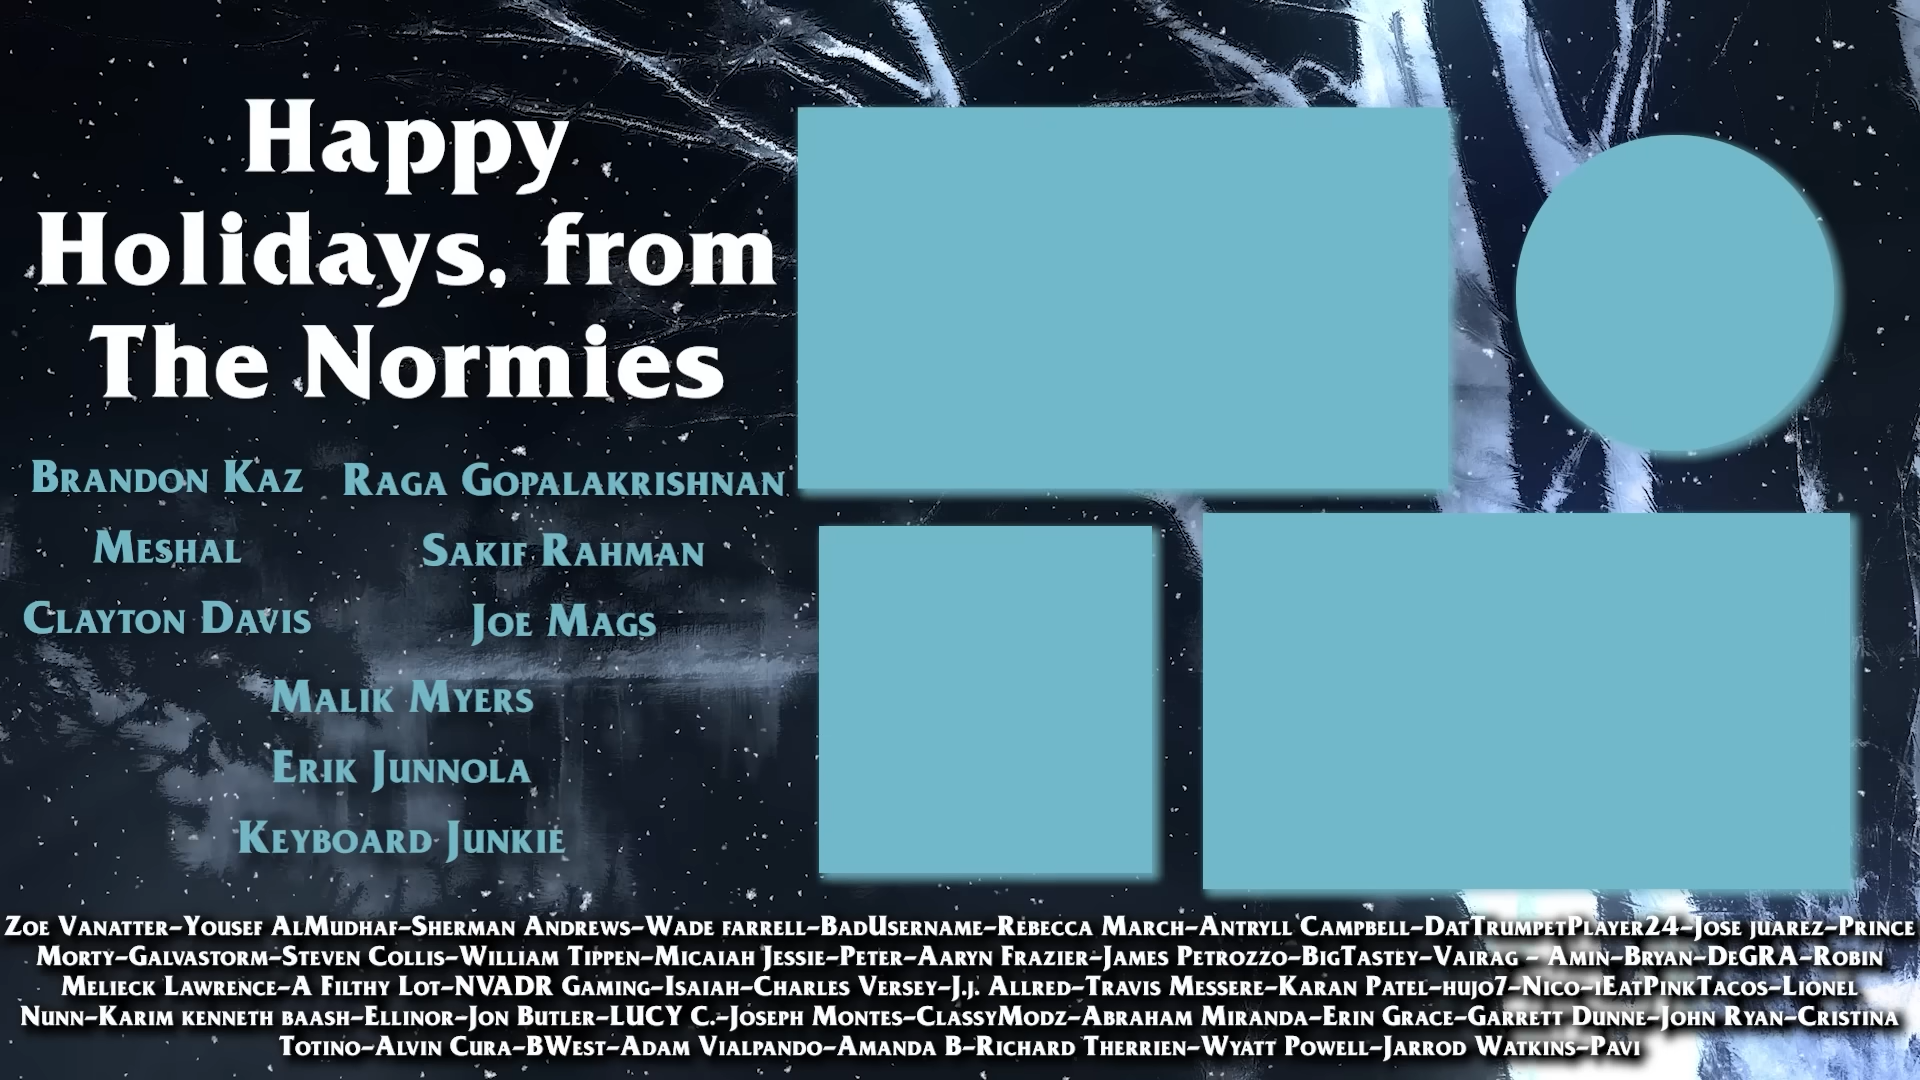 Happy
Holidays, from
The Normies
Brandon Kaz
Raga Gopalakrishnan
Meshal
Sakif Rahman
Clayton Davis
Joe Mags
Malik Myers
Erik Junnola
Keyboard Junkie
Zoe Vanatter-Yousef AlMudhaf-Sherman Andrews-Wade farrell-BadUsername-Rebecca March-Antryll Campbell-DatTrumpetPlayer24-Jose juarez-Prince
Morty-Galvastorm-Steven Collis-William Tippen-Micaiah Jessie-Peter-Aaryn Frazier-James Petrozzo-BigTastey-Vairag - Amin-Bryan-DeGRA-Robin
Melieck Lawrence-A Filthy Lot-NVADR Gaming-Isaiah-Charles Versey-J.j. Allred-Travis Messere-Karan Patel-hujo7-Nico-iEatPinkTacos-Lionel
Nunn-Karim kenneth baash-Ellinor-Jon Butler-LUCY C.-Joseph Montes-ClassyModz-Abraham Miranda-Erin Grace-Garrett Dunne-John Ryan-Cristina
Totino-Alvin Cura-BWest-Adam Vialpando-Amanda B-Richard Therrien-Wyatt Powell-Jarrod Watkins-Pavi